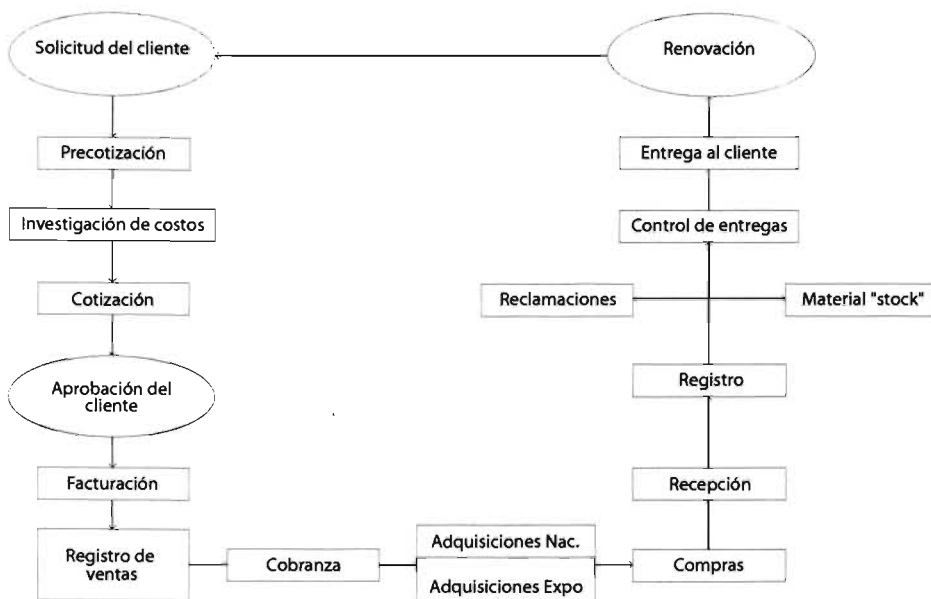 Solicitud del cliente
Renovación
Precotización
Entrega al cliente
Investigación de costos
Control de entregas
Cotización
Reclamaciones
Material "stock"
Aprobación del
cliente
Registro
Facturación
Recepción
Registro de
ventas
Cobranza
Adquisiciones Nac.
Adquisiciones Expo
Compras